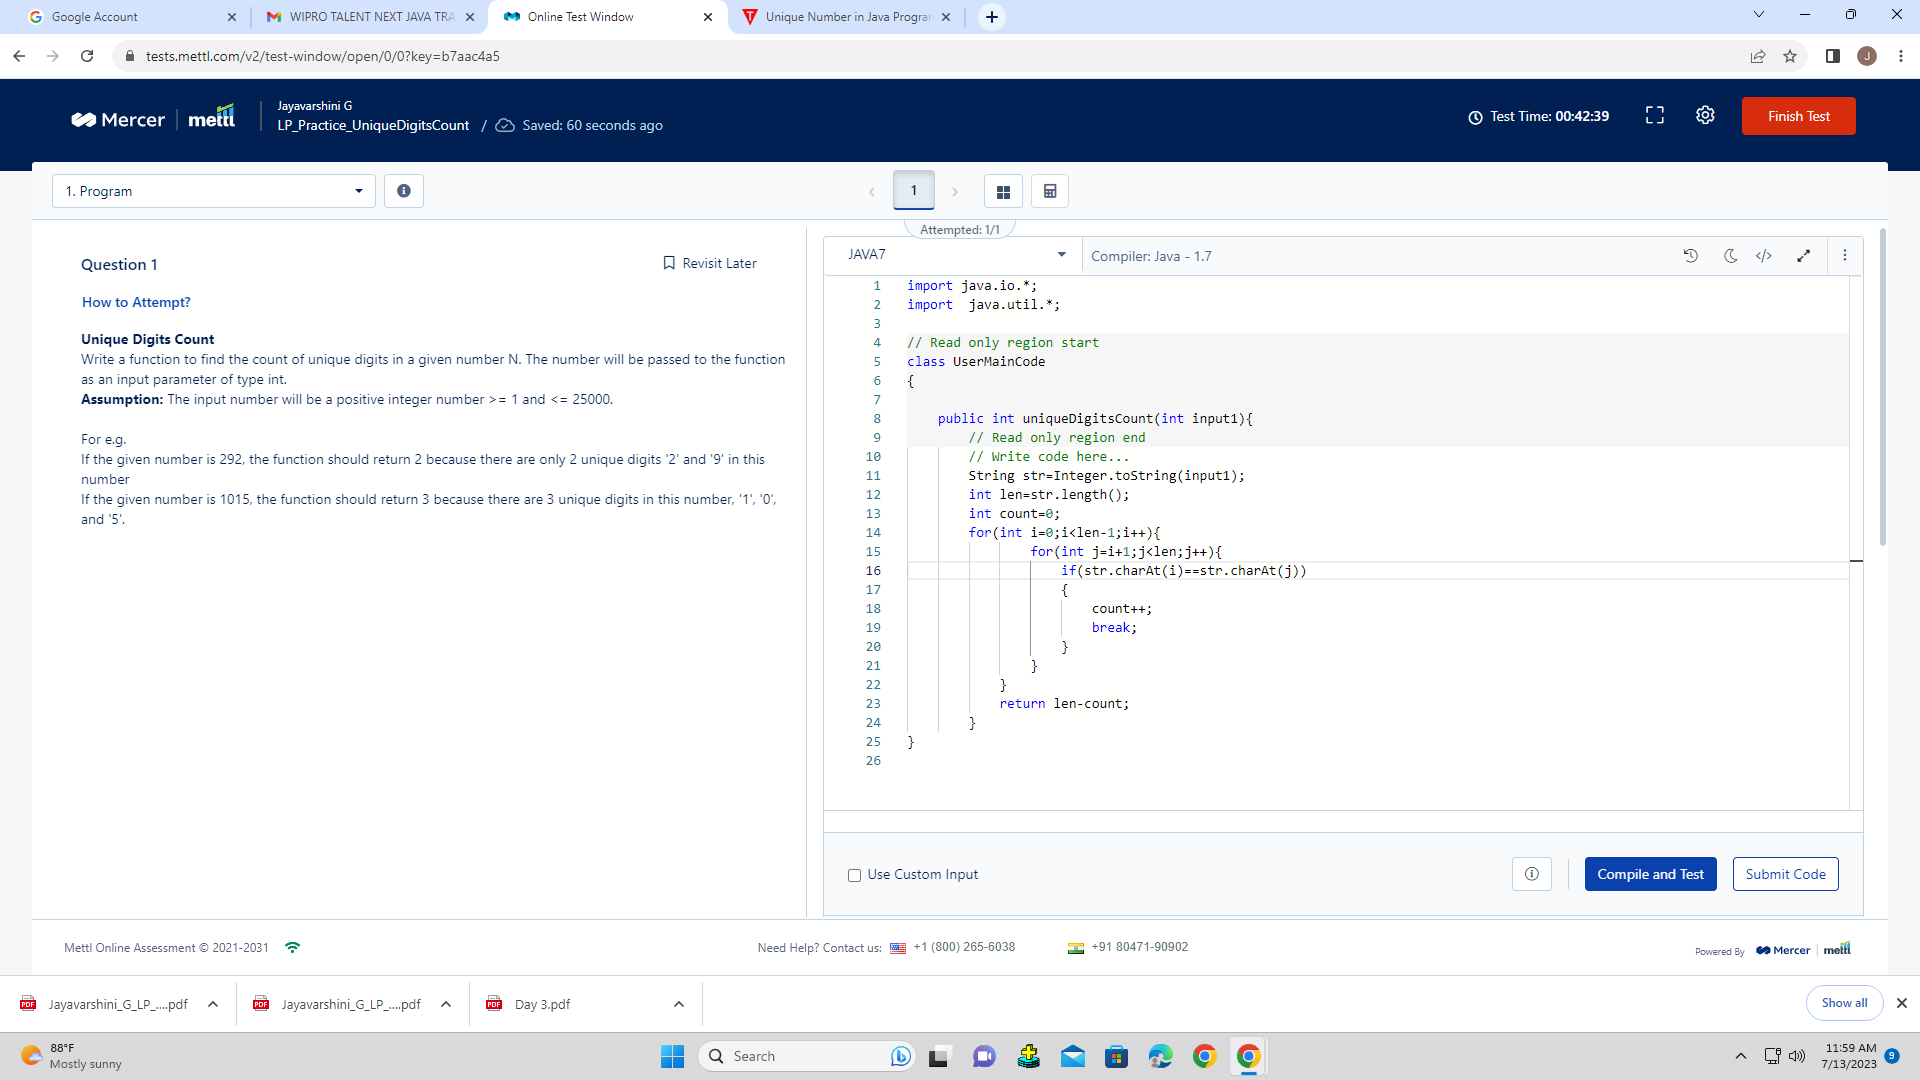 Google Account
WIPRO TALENT NEXT JAVA TRA
Online Test Window
Unique Number in Java Program
tests.mettl.com/v2/test-window/open/0/0?key=b7aac4a5
J
Mercer | mettl
Jayavarshini G
LP_Practice_UniqueDigitsCount / Saved: 60 seconds ago
Test Time: 00:42:39
Finish Test
1. Program
1
Attempted: 1/1
Question 1
Revisit Later
How to Attempt?
Unique Digits Count
Write a function to find the count of unique digits in a given number N. The number will be passed to the function
as an input parameter of type int.
Assumption: The input number will be a positive integer number >= 1 and <= 25000.
For e.g.
If the given number is 292, the function should return 2 because there are only 2 unique digits '2' and '9' in this
number
If the given number is 1015, the function should return 3 because there are 3 unique digits in this number, '1', '0',
and '5'.
JAVA7
Compiler: Java - 1.7
1 import java.io.*;
2 import  java.util.*;
3
4 // Read only region start
5 class UserMainCode
6 {
7
8     public int uniqueDigitsCount(int input1){
9         // Read only region end
10         // Write code here...
11         String str=Integer.toString(input1);
12         int len=str.length();
13         int count=0;
14         for(int i=0;i<len-1;i++){
15                 for(int j=i+1;j<len;j++){
16                     if(str.charAt(i)==str.charAt(j))
17                     {
18                         count++;
19                         break;
20                     }
21                 }
22             }
23             return len-count;
24         }
25 }
26
Use Custom Input
Compile and Test
Submit Code
Mettl Online Assessment © 2021-2031
Need Help? Contact us: +1 (800) 265-6038
+91 80471-90902
Powered By Mercer | mettl
Jayavarshini_G_LP_....pdf
Jayavarshini_G_LP_....pdf
Day 3.pdf
Show all
88°F
Mostly sunny
Search
11:59 AM
7/13/2023
9